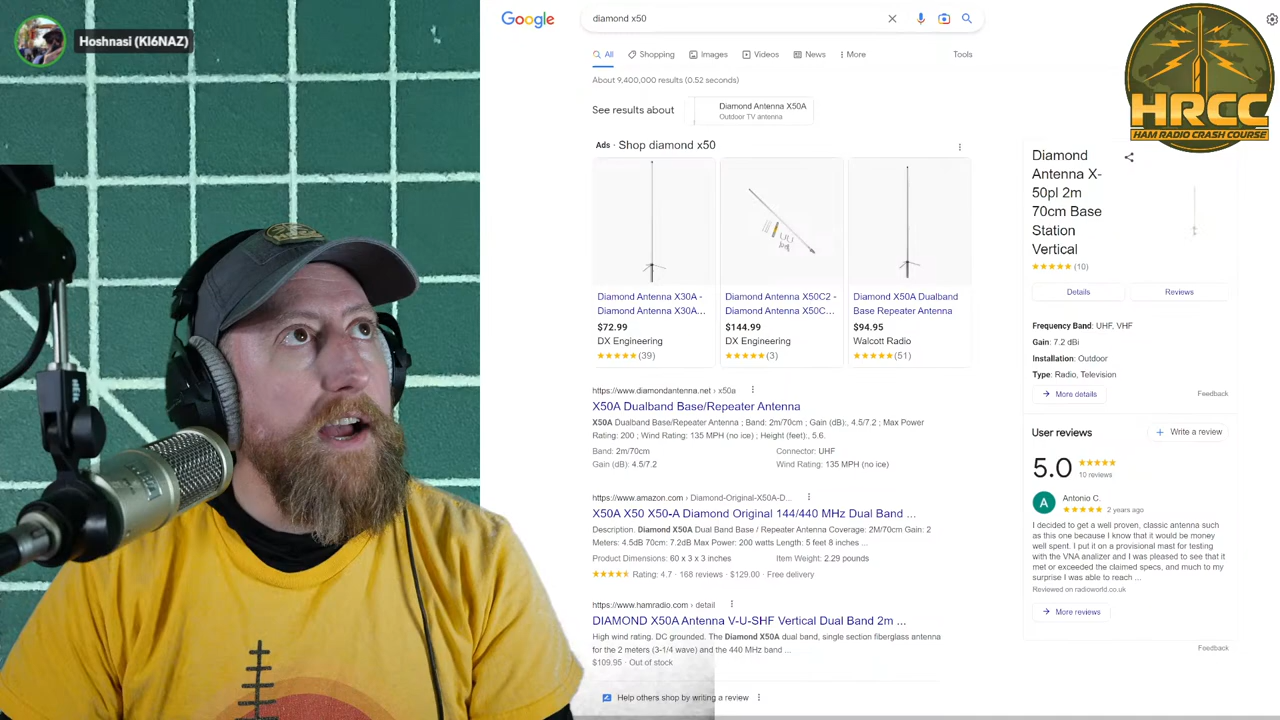 Hoshnasi (KI6NAZ)
Google
diamond x50
All
Shopping
Images
Videos
News
More
Tools
About 9,400,000 results (0.52 seconds)
See results about
Diamond Antenna X50A
Outdoor TV antenna
Ads · Shop diamond x50
Diamond Antenna X30A -
Diamond Antenna X30A...
$72.99
DX Engineering
(39)
Diamond Antenna X50C2 -
Diamond Antenna X50C...
$144.99
DX Engineering
(3)
Diamond X50A Dualband
Base Repeater Antenna
$94.95
Walcott Radio
(51)
https://www.diamondantenna.net › x50a
X50A Dualband Base/Repeater Antenna
X50A Dualband Base/Repeater Antenna ; Band: 2m/70cm ; Gain (dB):, 4.5/7.2 ; Max Power
Rating: 200 ; Wind Rating: 135 MPH (no ice) ; Height (feet):, 5.6.
Band: 2m/70cm
Connector: UHF
Gain (dB): 4.5/7.2
Wind Rating: 135 MPH (no ice)
https://www.amazon.com › Diamond-Original-X50A-D...
X50A X50 X50-A Diamond Original 144/440 MHz Dual Band ...
Description. Diamond X50A Dual Band Base / Repeater Antenna Coverage: 2M/70cm Gain: 2
Meters: 4.5dB 70cm: 7.2dB Max Power: 200 watts Length: 5 feet 8 inches ...
Product Dimensions: 60 x 3 x 3 inches
Item Weight: 2.29 pounds
Rating: 4.7 · 168 reviews · $129.00 · Free delivery
https://www.hamradio.com › detail
DIAMOND X50A Antenna V-U-SHF Vertical Dual Band 2m ...
High wind rating. DC grounded. The Diamond X50A dual band, single section fiberglass antenna
for the 2 meters (3-1/4 wave) and the 440 MHz band ...
$109.95 · Out of stock
Help others shop by writing a review
HRCC
HAM RADIO CRASH COURSE
Diamond
Antenna X-
50pl 2m
70cm Base
Station
Vertical
(10)
Details
Reviews
Frequency Band: UHF, VHF
Gain: 7.2 dBi
Installation: Outdoor
Type: Radio, Television
More details
Feedback
User reviews
Write a review
5.0
10 reviews
A
Antonio C.
2 years ago
I decided to get a well proven, classic antenna such
as this one because I know that it would be money
well spent. I put it on a provisional mast for testing
with the VNA analizer and I was pleased to see that it
met or exceeded the claimed specs, and much to my
surprise I was able to reach ...
Reviewed on radioworld.co.uk
More reviews
Feedback